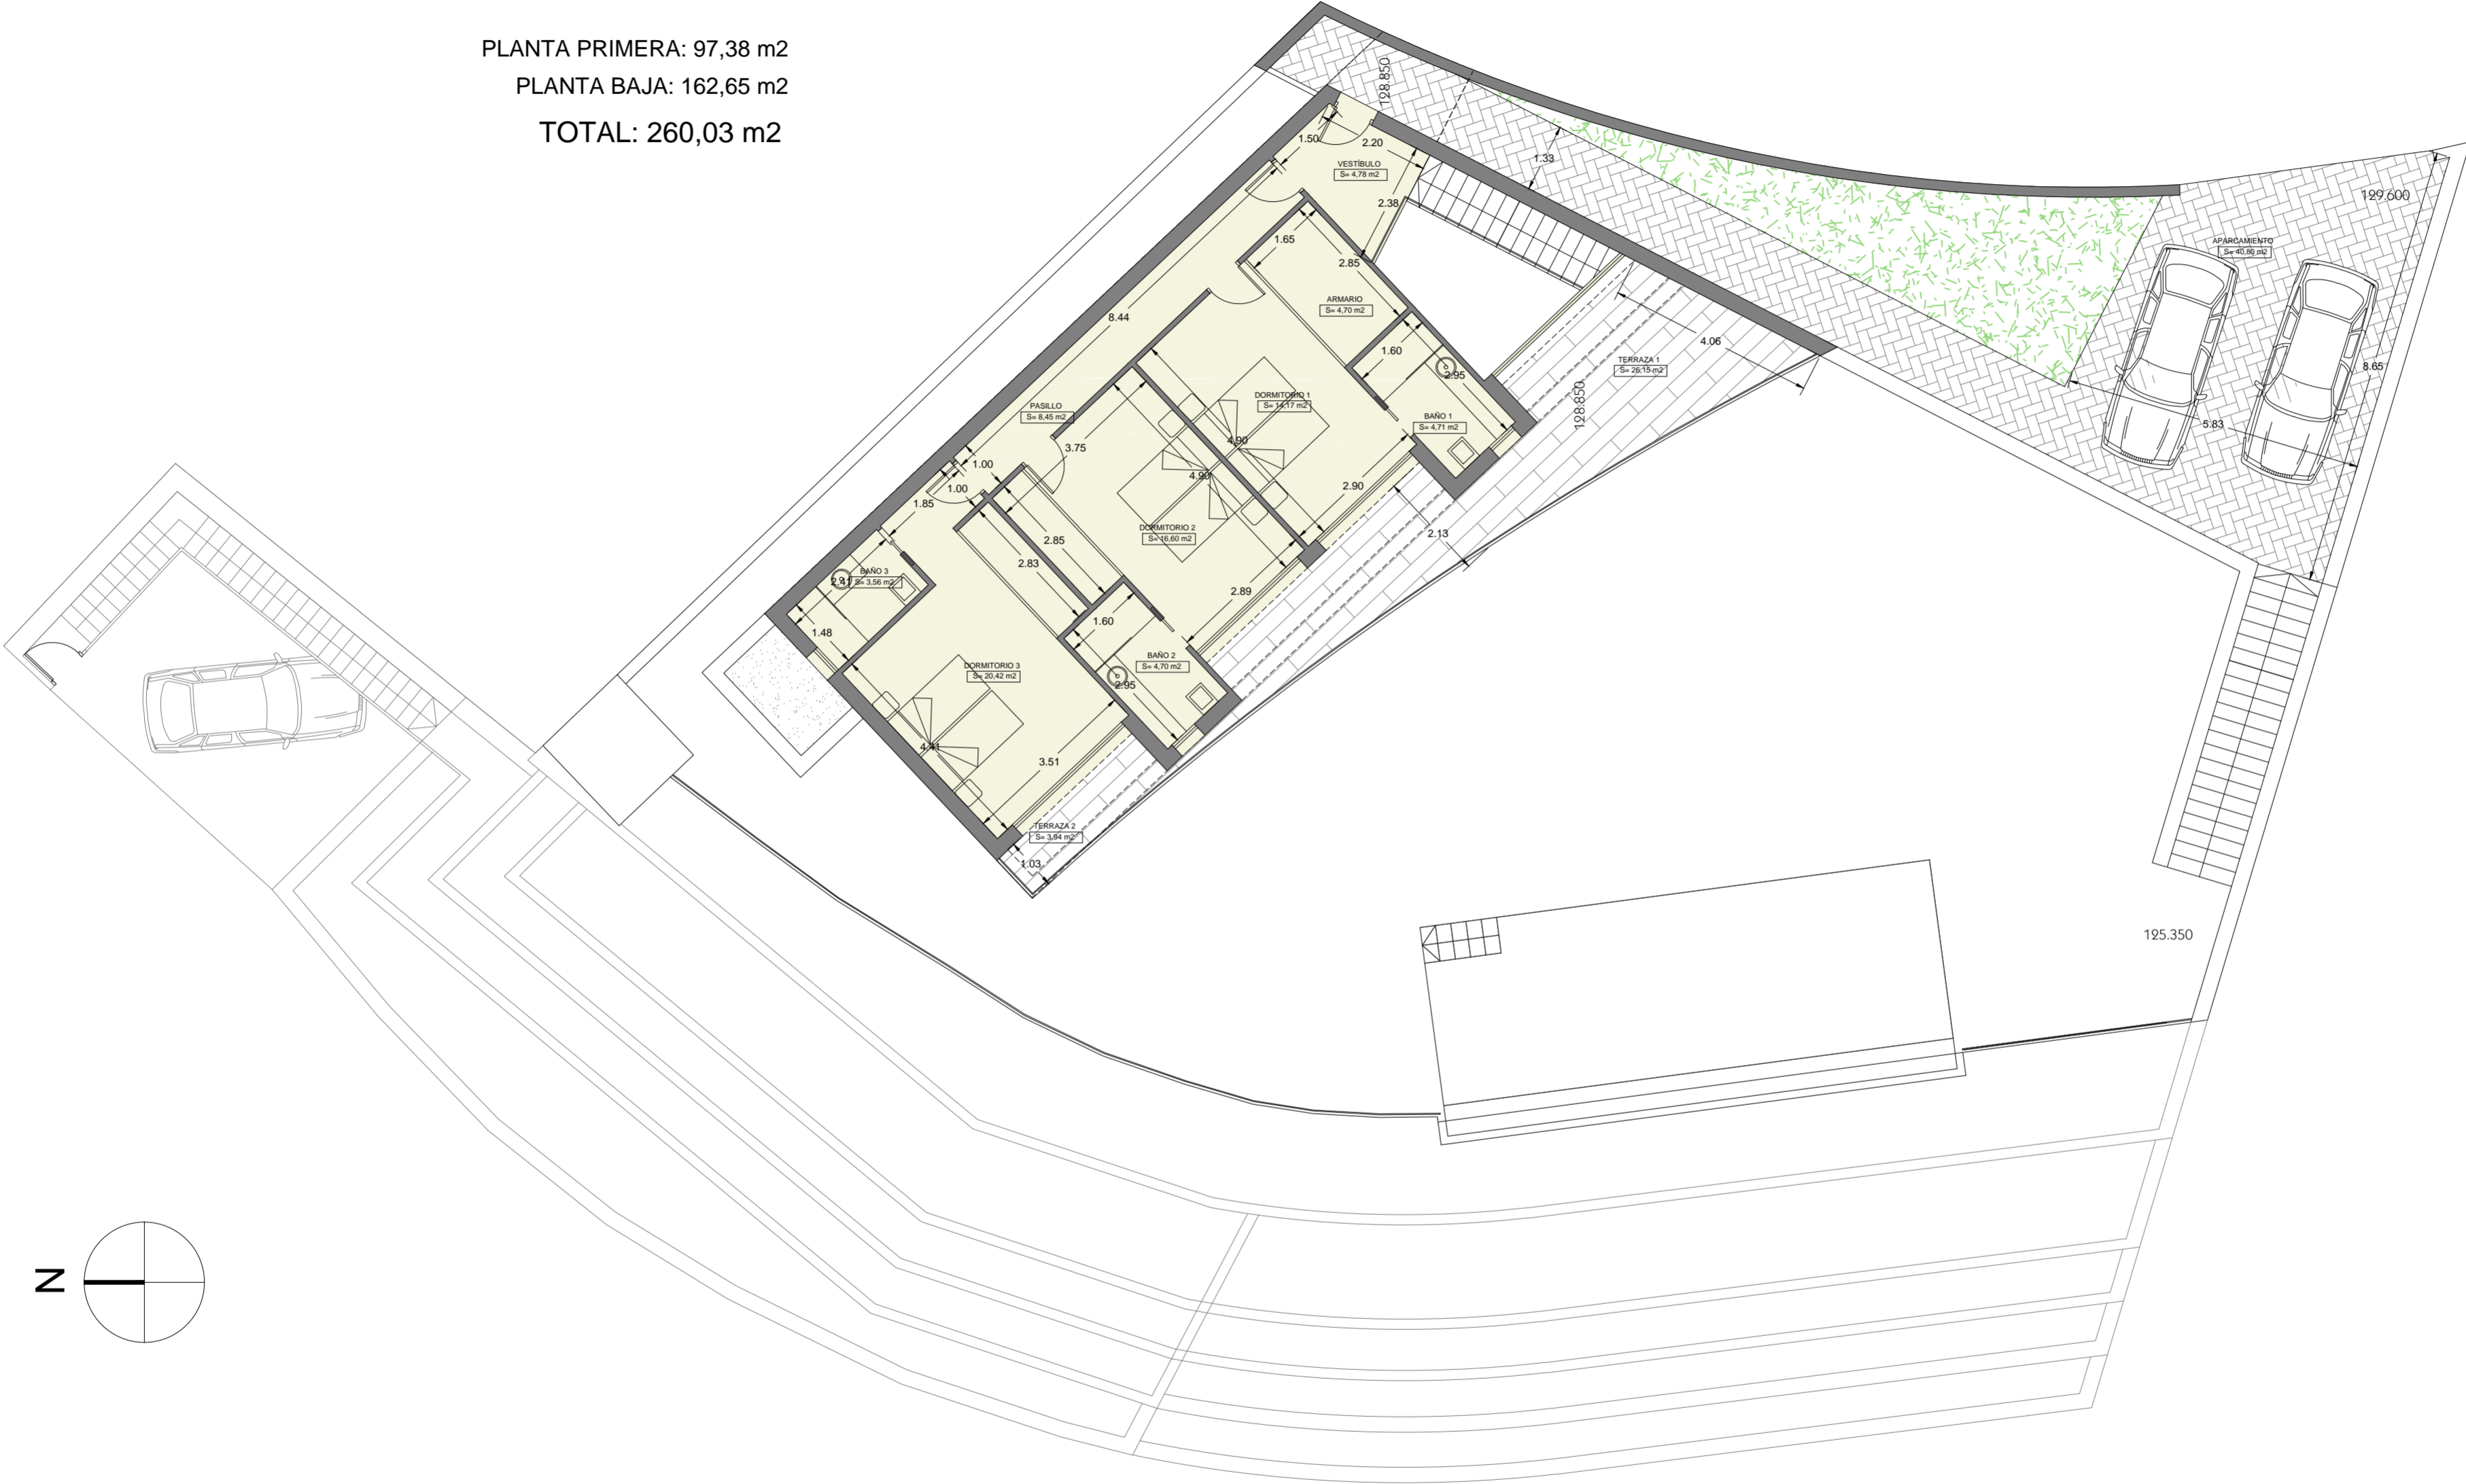 PLANTA PRIMERA: 97,38 m2
PLANTA BAJA: 162,65 m2
TOTAL: 260,03 m2
128.850
1.50
2.20
VESTÍBULO
S= 4,78 m2
1.33
2.38
129.600
1.65
2.85
APARCAMIENTO
S= 40,80 m2
ARMARIO
S= 4,70 m2
8.44
4.06
1.60
TERRAZA 1
S= 26,15 m2
8.65
2.95
128.850
DORMITORIO 1
S= 14,17 m2
PASILLO
S= 8,45 m2
BAÑO 1
S= 4,71 m2
5.83
3.75
4.90
1.00
4.90
1.00
2.90
1.85
DORMITORIO 2
S= 16,60 m2
2.13
2.85
2.83
BAÑO 3
S= 3,56 m2
2.41
2.89
1.60
1.48
BAÑO 2
S= 4,70 m2
DORMITORIO 3
S= 20,42 m2
2.95
4.41
3.51
TERRAZA 2
S= 3,94 m2
1.03
125.350
N